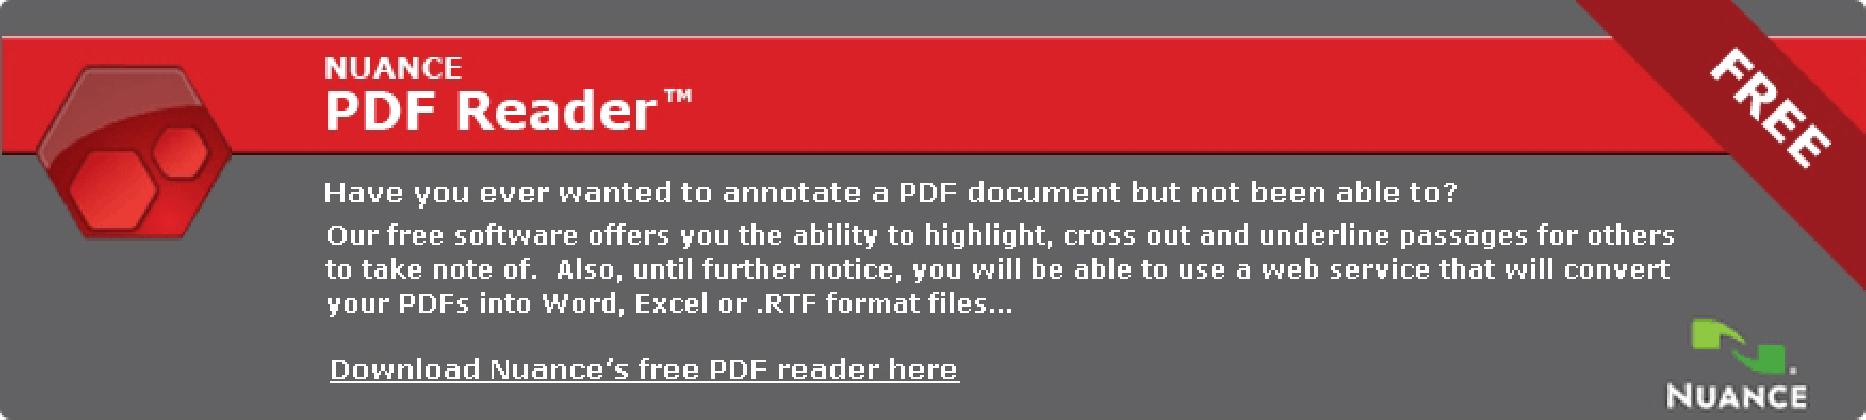 NUANCE
PDF Reader™
FREE
Have you ever wanted to annotate a PDF document but not been able to?
Our free software offers you the ability to highlight, cross out and underline passages for others
to take note of.  Also, until further notice, you will be able to use a web service that will convert
your PDFs into Word, Excel or .RTF format files...
Download Nuance's free PDF reader here
NUANCE